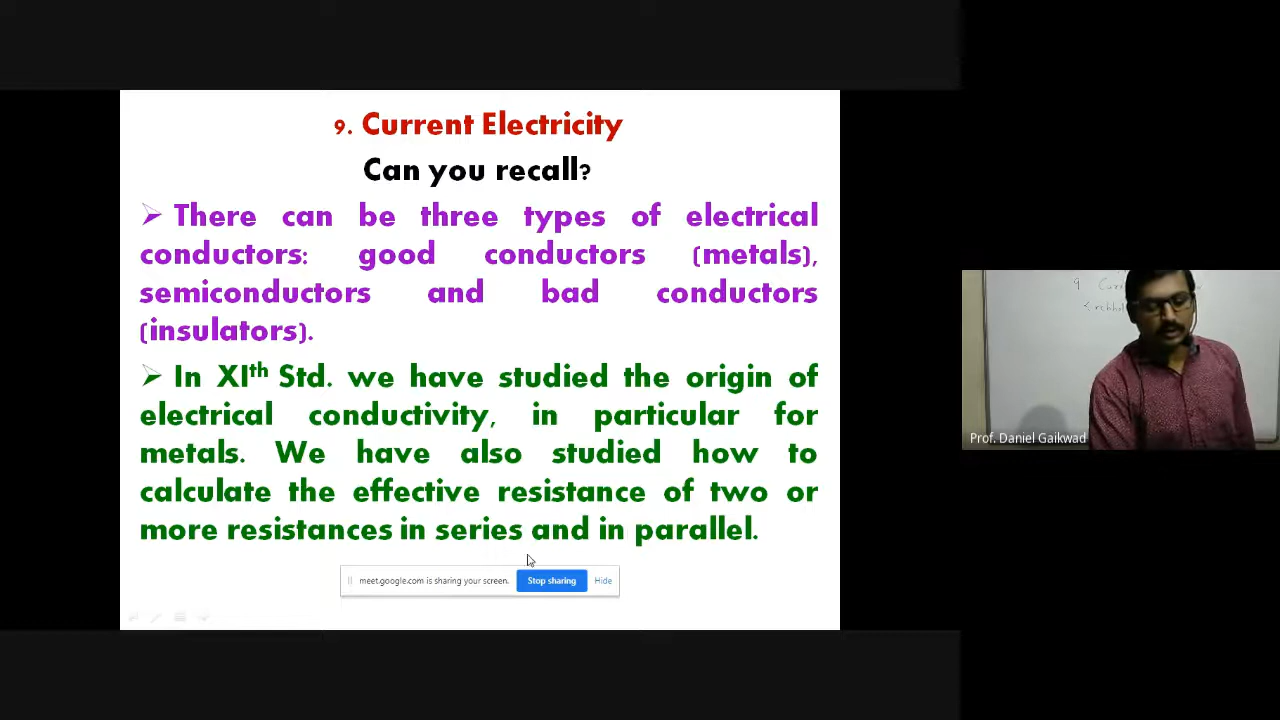 9. Current Electricity
Can you recall?
➢ There can be three types of electrical
conductors: good conductors (metals),
semiconductors and bad conductors
(insulators).
➢ In XIth Std. we have studied the origin of
electrical conductivity, in particular for
metals. We have also studied how to
calculate the effective resistance of two or
more resistances in series and in parallel.
meet.google.com is sharing your screen. Stop sharing Hide
9 Curr
Prof. Daniel Gaikwad